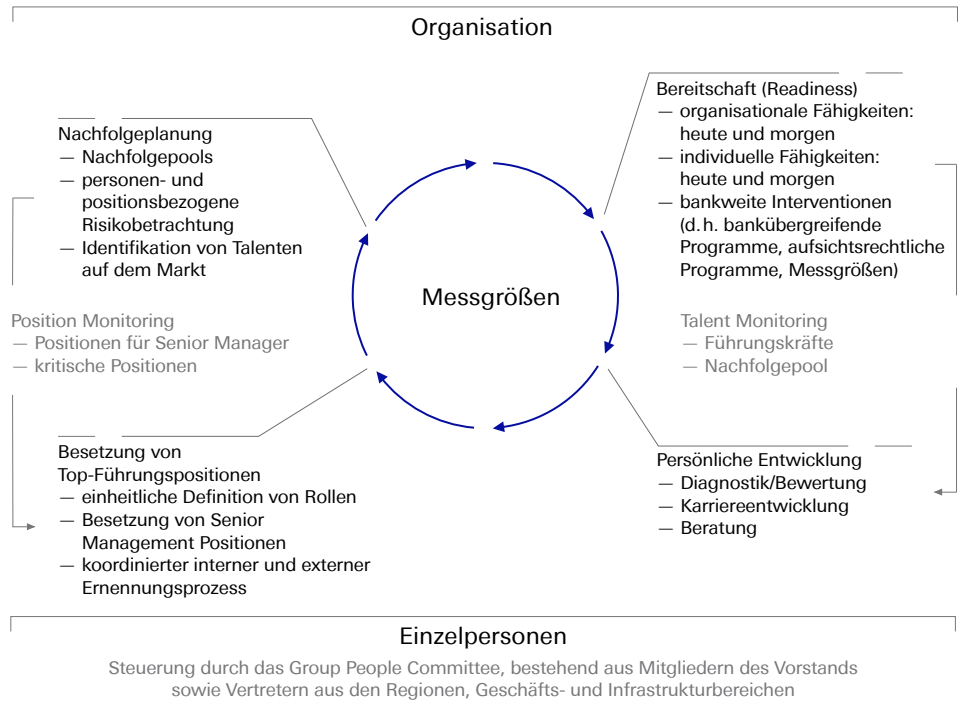 Organisation
Nachfolgeplanung
— Nachfolgepools
— personen- und
positionsbezogene
Risikobetrachtung
— Identifikation von Talenten
auf dem Markt
Bereitschaft (Readiness)
— organisationale Fähigkeiten:
heute und morgen
— individuelle Fähigkeiten:
heute und morgen
— bankweite Interventionen
(d. h. bankübergreifende
Programme, aufsichtsrechtliche
Programme, Messgrößen)
Messgrößen
Position Monitoring
— Positionen für Senior Manager
— kritische Positionen
Talent Monitoring
— Führungskräfte
— Nachfolgepool
Besetzung von
Top-Führungspositionen
— einheitliche Definition von Rollen
— Besetzung von Senior
Management Positionen
— koordinierter interner und externer
Ernennungsprozess
Persönliche Entwicklung
— Diagnostik/Bewertung
— Karriereentwicklung
— Beratung
Einzelpersonen
Steuerung durch das Group People Committee, bestehend aus Mitgliedern des Vorstands
sowie Vertretern aus den Regionen, Geschäfts- und Infrastrukturbereichen